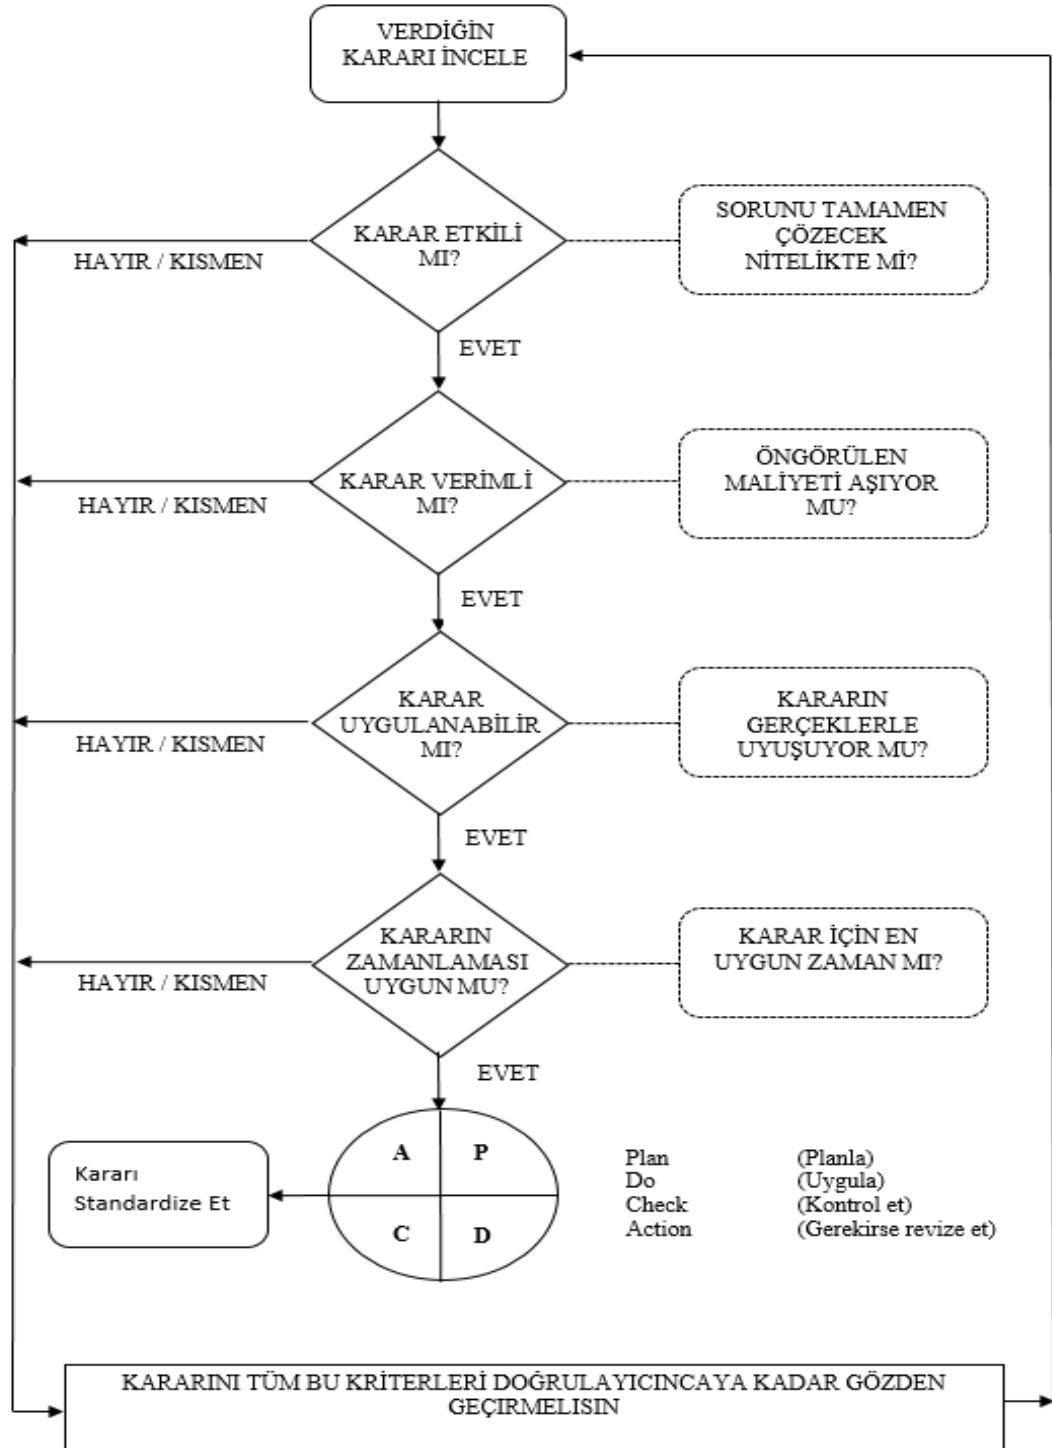 VERDİĞİN
KARARI İNCELE
KARAR ETKİLİ
MI?
SORUNU TAMAMEN
ÇÖZECEK
NİTELİKTE Mİ?
HAYIR / KISMEN
EVET
KARAR VERİMLİ
MI?
ÖNGÖRÜLEN
MALİYETİ AŞIYOR
MU?
HAYIR / KISMEN
EVET
KARAR
UYGULANABİLİR
MI?
KARARIN
GERÇEKLERLE
UYUŞUYOR MU?
HAYIR / KISMEN
EVET
KARARIN
ZAMANLAMASI
UYGUN MU?
KARAR İÇİN EN
UYGUN ZAMAN MI?
HAYIR / KISMEN
EVET
A P
C D
Kararı
Standardize Et
Plan (Planla)
Do (Uygula)
Check (Kontrol et)
Action (Gerekirse revize et)
KARARINI TÜM BU KRİTERLERİ DOĞRULAYICINCAYA KADAR GÖZDEN
GEÇİRMELISIN